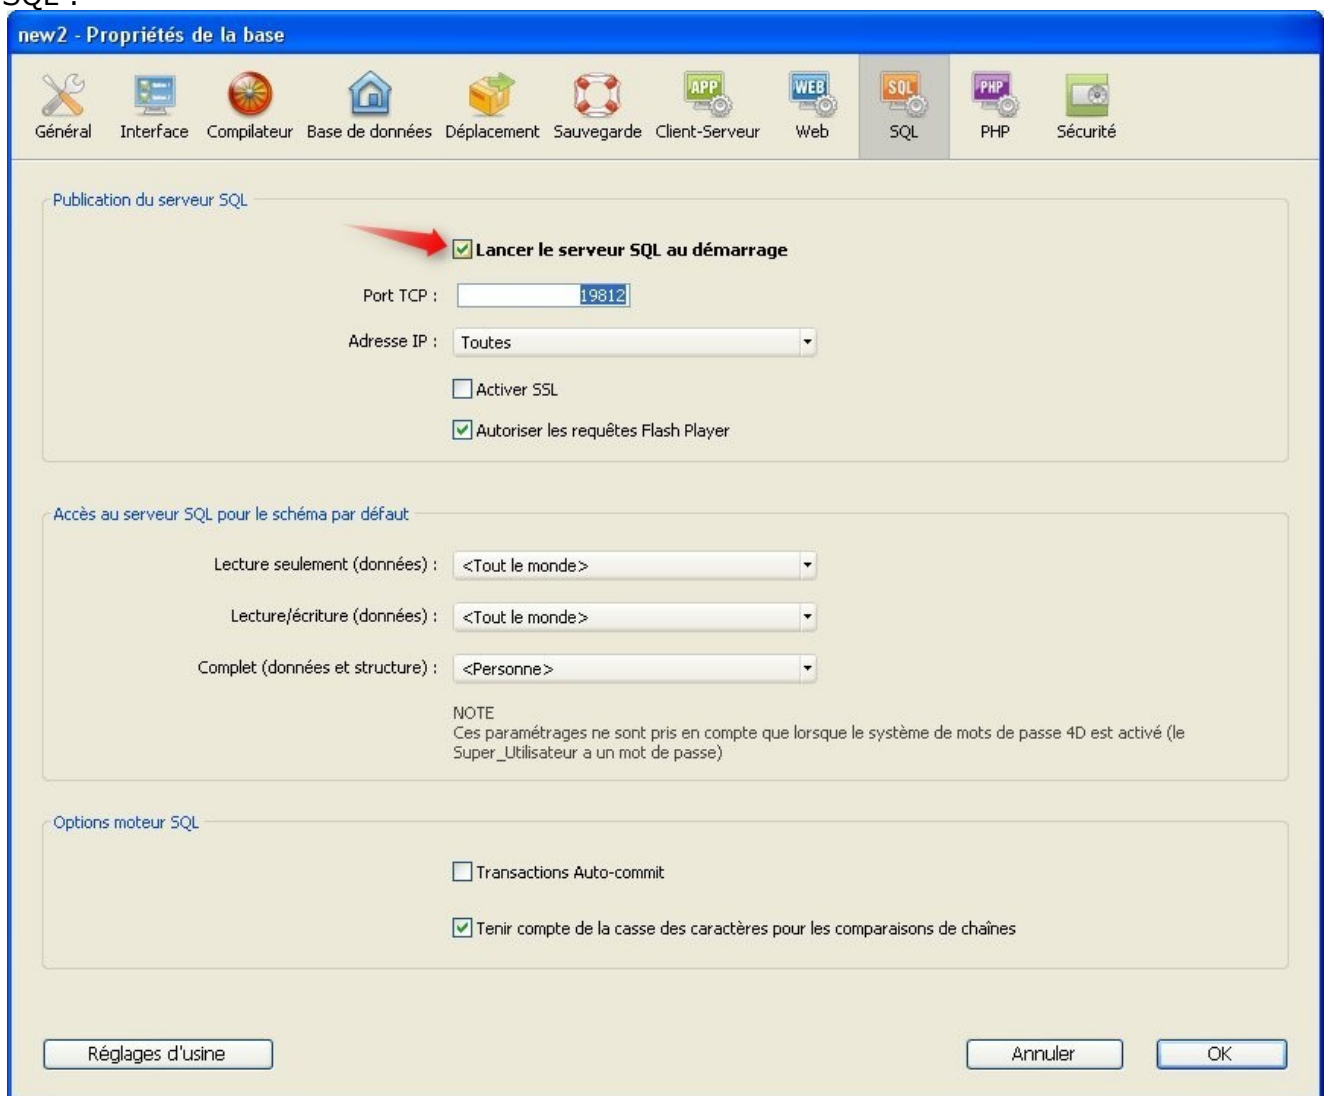 SQL :
new2 - Propriétés de la base
Général Interface Compilateur Base de données Déplacement Sauvegarde Client-Serveur Web SQL PHP Sécurité
APP WEB SQL PHP
Publication du serveur SQL
Lancer le serveur SQL au démarrage
Port TCP : 19812
Adresse IP : Toutes
Activer SSL
Autoriser les requêtes Flash Player
Accès au serveur SQL pour le schéma par défaut
Lecture seulement (données) : <Tout le monde>
Lecture/écriture (données) : <Tout le monde>
Complet (données et structure) : <Personne>
NOTE
Ces paramétrages ne sont pris en compte que lorsque le système de mots de passe 4D est activé (le
Super_Utilisateur a un mot de passe)
Options moteur SQL
Transactions Auto-commit
Tenir compte de la casse des caractères pour les comparaisons de chaînes
Réglages d'usine Annuler OK